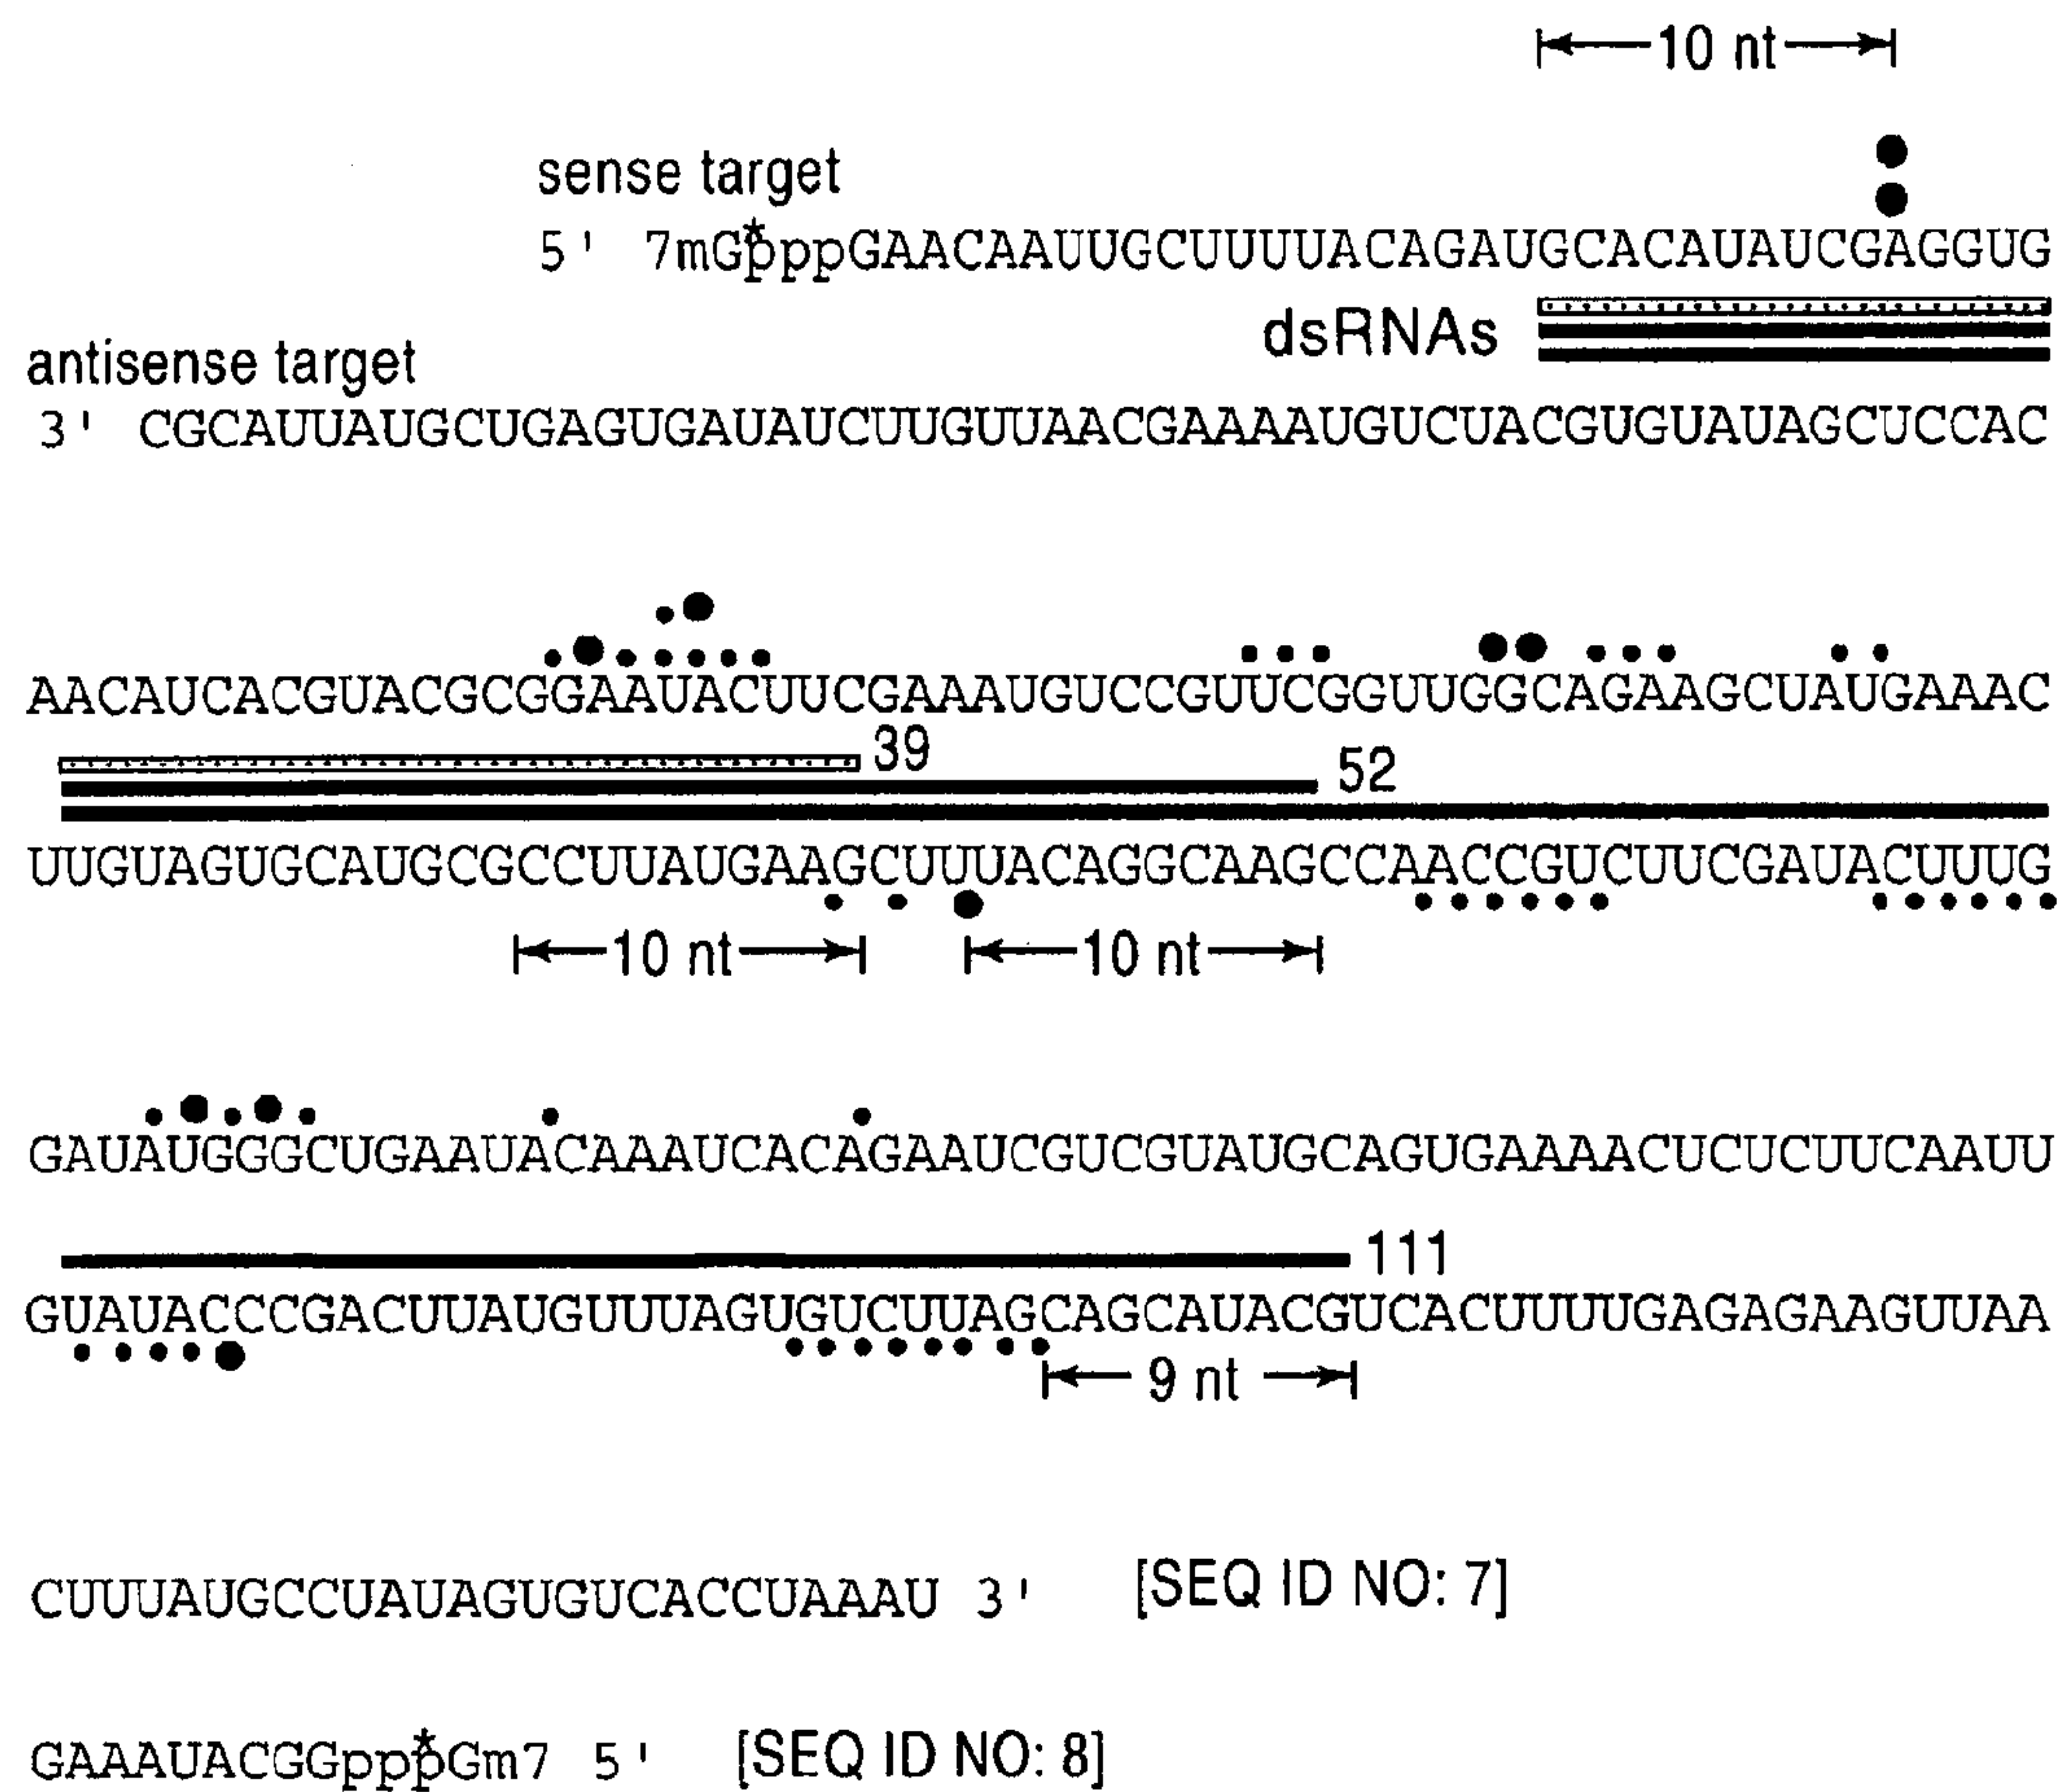 10 nt
sense target
5' 7mGpppGAACAAUUGCUUUUACAGAUGCACAUAUCGAGGUG
*
dsRNAs
antisense target
3' CGCAUUAUGCUGAGUGAUAUCUUGUUAACGAAAAUGUCUACGUGUAUAGCUCCAC
AACAUCACGUACGCGGAAUACUUCGAAAUGUCCGUUCGGUUGGCAGAAGCUAUGAAAC
39
52
UUGUAGUGCAUGCGCCUUAUGAAGCUUUACAGGCAAGCCAACCGUCUUCGAUACUUUG
10 nt 10 nt
GAUAUGGGCUGAAUACAAAUCACAGAAUCGUCGUAUGCAGUGAAAACUCUCUUCAAUU
111
GUAUACCCGACUUAUGUUUAGUGUCUUAGCAGCAUACGUCACUUUUGAGAGAAGUUAA
9 nt
CUUUAUGCCUAUAGUGUCACCUAAAU 3' [SEQ ID NO: 7]
GAAAUACGGpppGm7 5' [SEQ ID NO: 8]
*